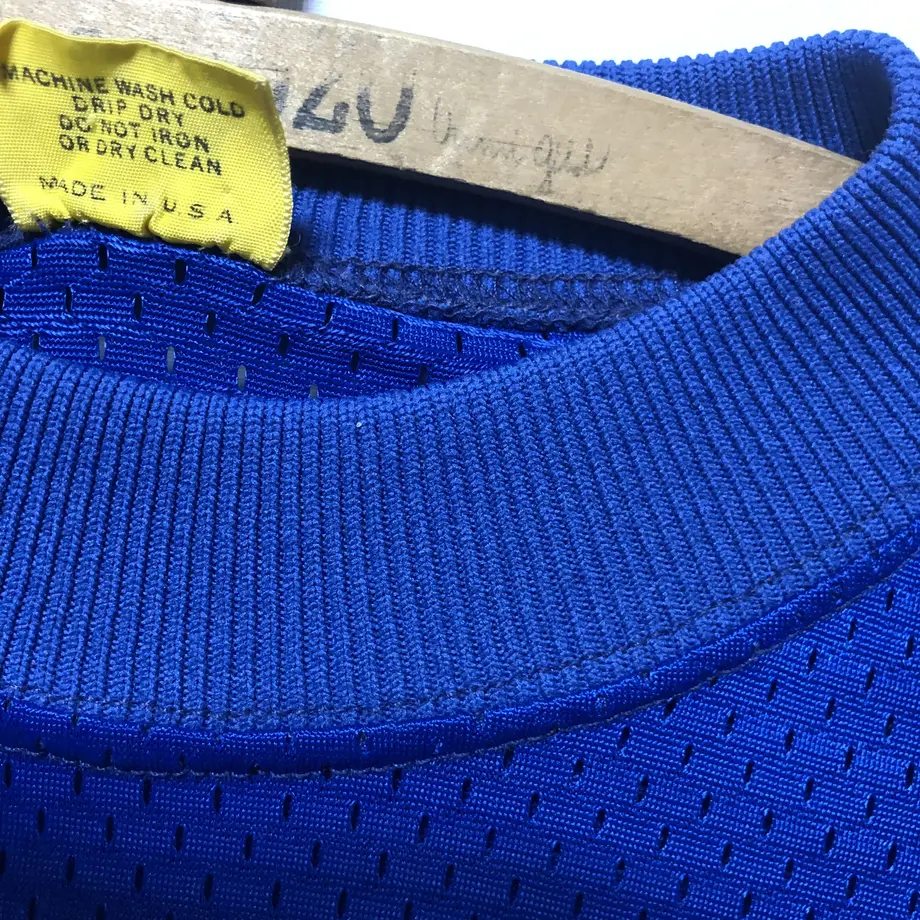 MACHINE WASH COLD
DRIP DRY
DO NOT IRON
OR DRY CLEAN
MADE IN U S A